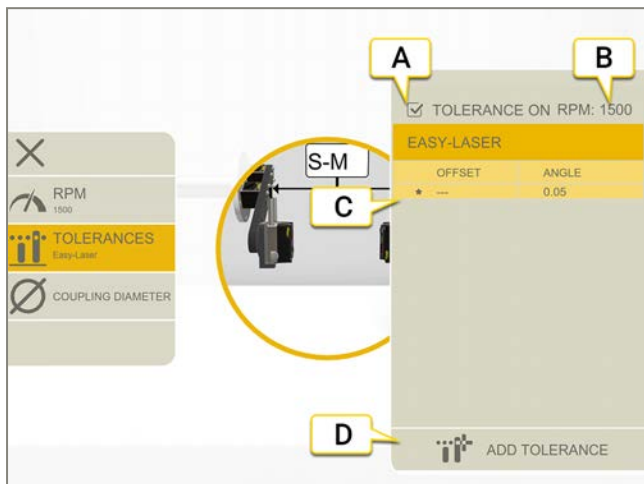 A
B
TOLERANCE ON RPM: 1500
EASY-LASER
OFFSET ANGLE
* --- 0.05
C
S-M
RPM
1500
TOLERANCES
Easy-Laser
COUPLING DIAMETER
D
ADD TOLERANCE